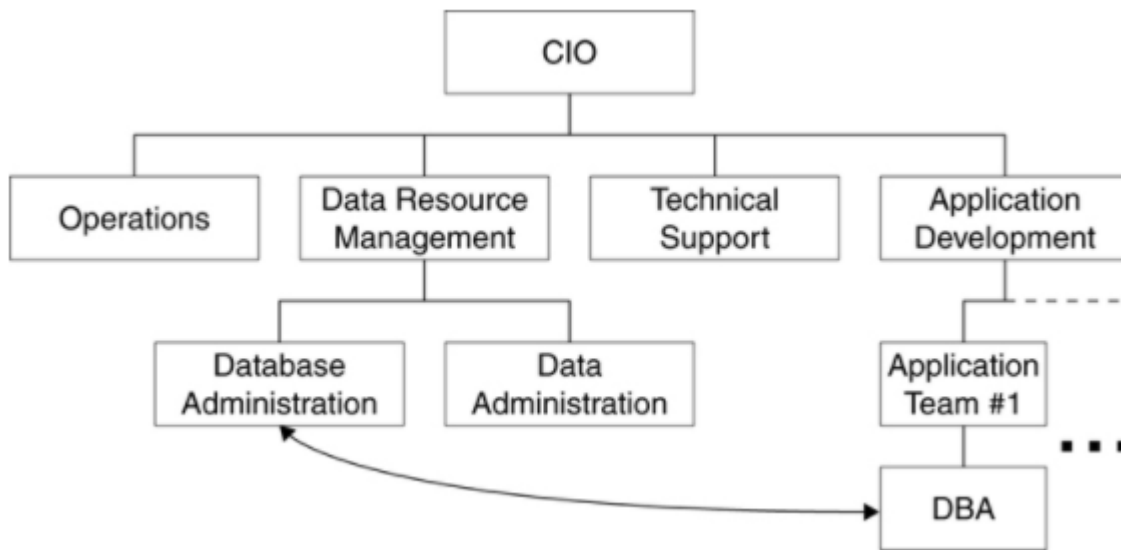 CIO
Operations
Data Resource
Management
Technical
Support
Application
Development
Database
Administration
Data
Administration
Application
Team #1
DBA